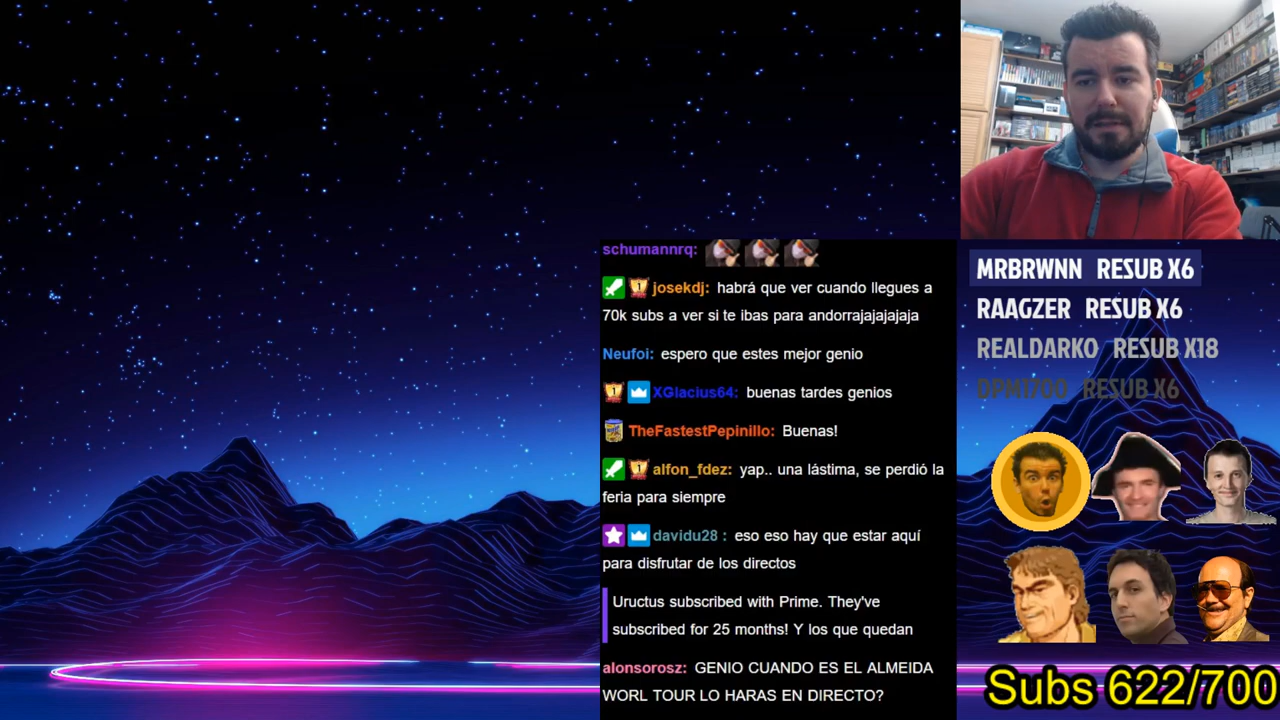 schumannrq:
josekdj: habrá que ver cuando llegues a
70k subs a ver si te ibas para andorrajajajajaja
Neufoi: espero que estes mejor genio
XGlacius64: buenas tardes genios
TheFastestPepinillo: Buenas!
alfon_fdez: yap.. una lástima, se perdió la
feria para siempre
davidu28 : eso eso hay que estar aquí
para disfrutar de los directos
Uructus subscribed with Prime. They've
subscribed for 25 months! Y los que quedan
alonsorosz: GENIO CUANDO ES EL ALMEIDA
WORL TOUR LO HARAS EN DIRECTO?
MRBRWNN RESUB X6
RAAGZER RESUB X6
REALDARKO RESUB X18
DPM1700 RESUB X6
Subs 622/700